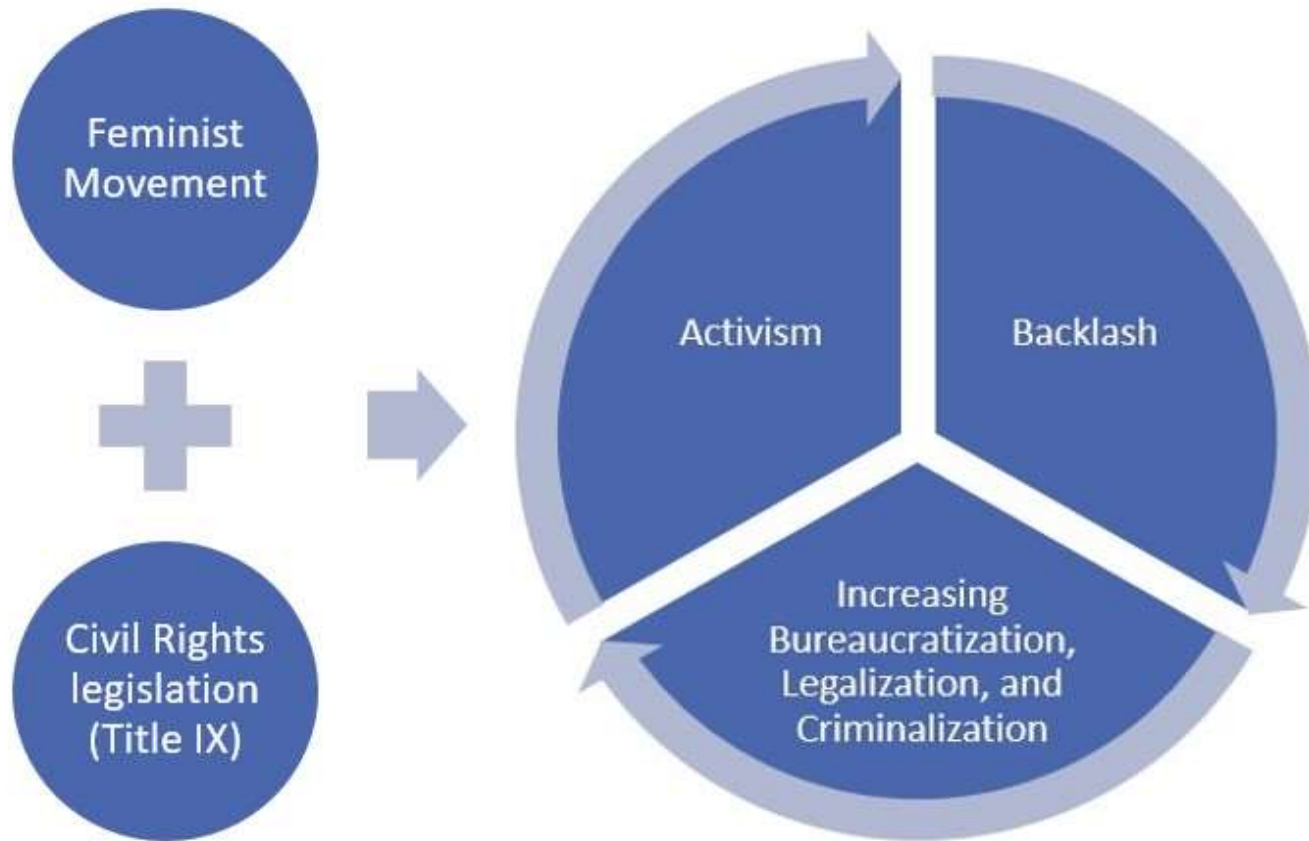 Feminist
Movement
Civil Rights
legislation
(Title IX)
Activism
Backlash
Increasing
Bureaucratization,
Legalization, and
Criminalization